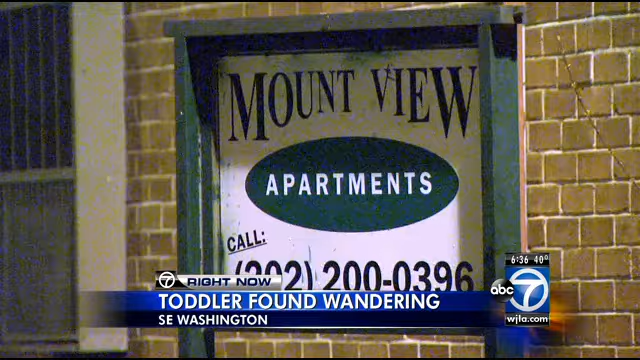 MOUNT VIEW
APARTMENTS
CALL:
(202) 200-0396
7 RIGHT NOW
TODDLER FOUND WANDERING
SE WASHINGTON
6:36 40°
abc 7
wjla.com